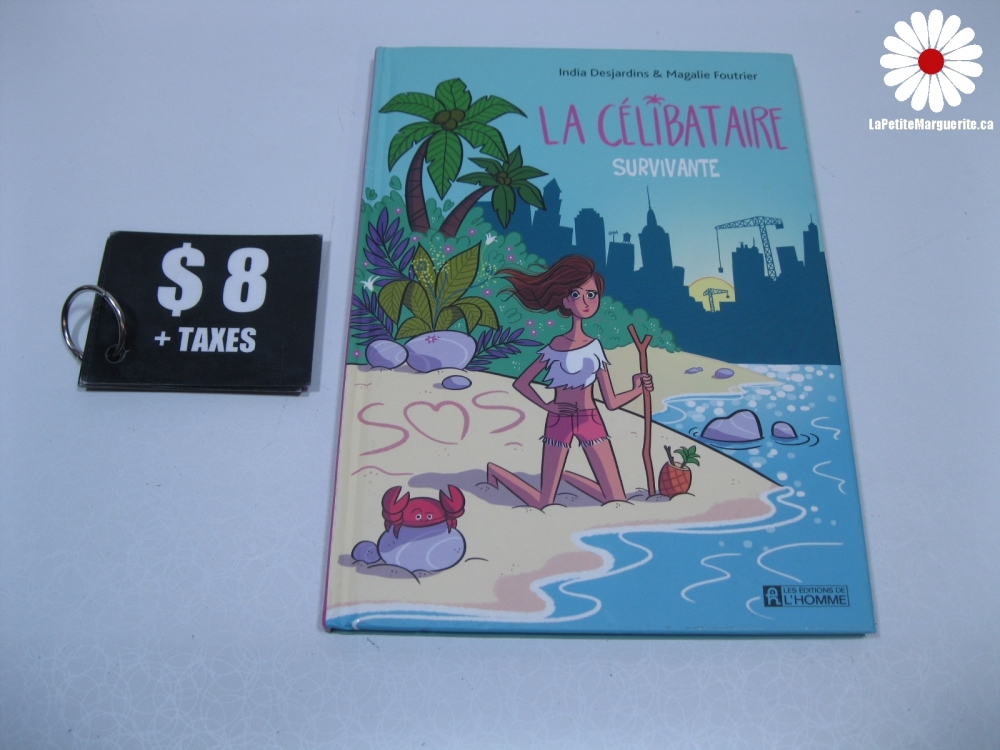 LaPetiteMarguerite.ca
India Desjardins & Magalie Foutrier
LA CÉLIBATAIRE
SURVIVANTE
$ 8
+ TAXES
SOS
LES ÉDITIONS DE
L'HOMME